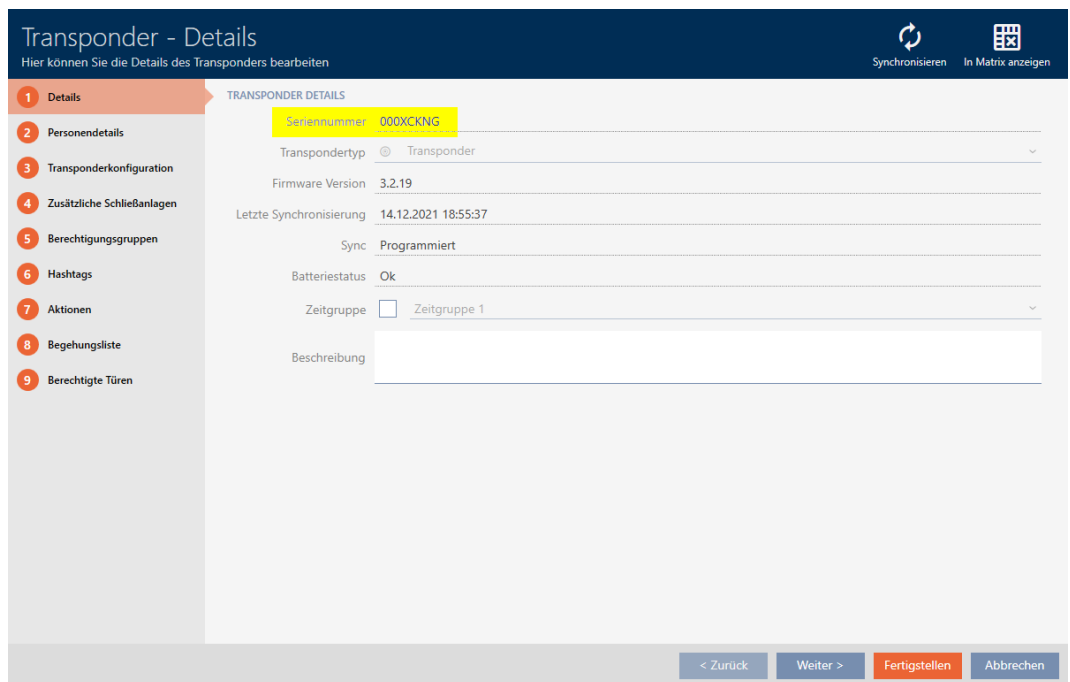 Transponder - Details
Hier können Sie die Details des Transponders bearbeiten
Synchronisieren
In Matrix anzeigen
1 Details
2 Personendetails
3 Transponderkonfiguration
4 Zusätzliche Schließanlagen
5 Berechtigungsgruppen
6 Hashtags
7 Aktionen
8 Begehungsliste
9 Berechtigte Türen
TRANSPONDER DETAILS
Seriennummer 000XCKNG
Transpondertyp Transponder
Firmware Version 3.2.19
Letzte Synchronisierung 14.12.2021 18:55:37
Sync Programmiert
Batteriestatus Ok
Zeitgruppe Zeitgruppe 1
Beschreibung
< Zurück
Weiter >
Fertigstellen
Abbrechen